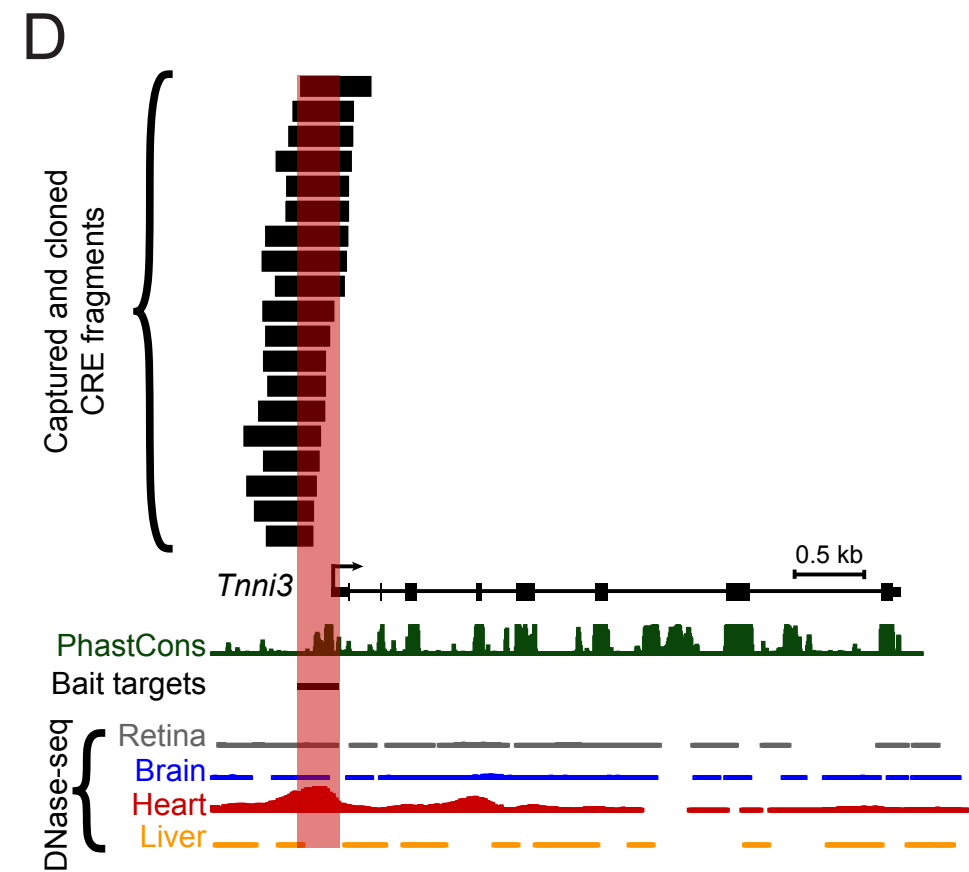 D
Captured and cloned
CRE fragments
0.5 kb
Tnni3
PhastCons
Bait targets
DNase-seq
Retina
Brain
Heart
Liver